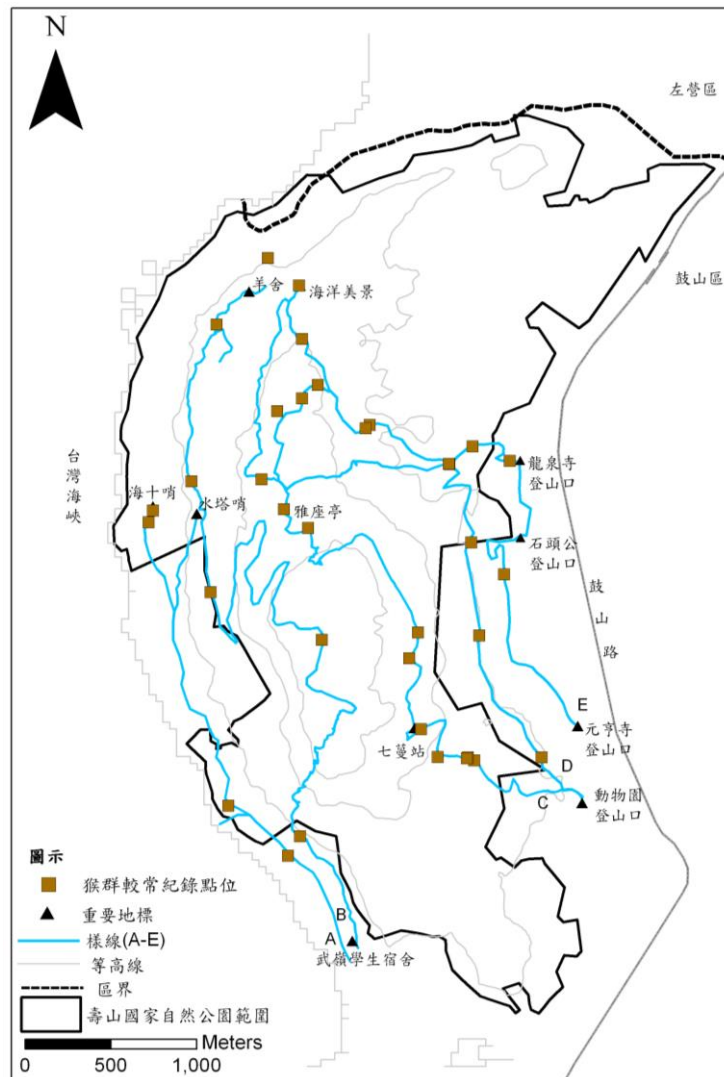 N
左營區
鼓山區
羊舍
海洋美景
台灣海峽
海十哨
水塔哨
雅座亭
龍泉寺
登山口
石頭公
登山口
鼓山路
E
元亨寺
登山口
七蔓站
D
C
動物園
登山口
B
A
武嶺學生宿舍
圖示
猴群較常紀錄點位
重要地標
樣線(A-E)
等高線
區界
壽山國家自然公園範圍
Meters
0 500 1,000